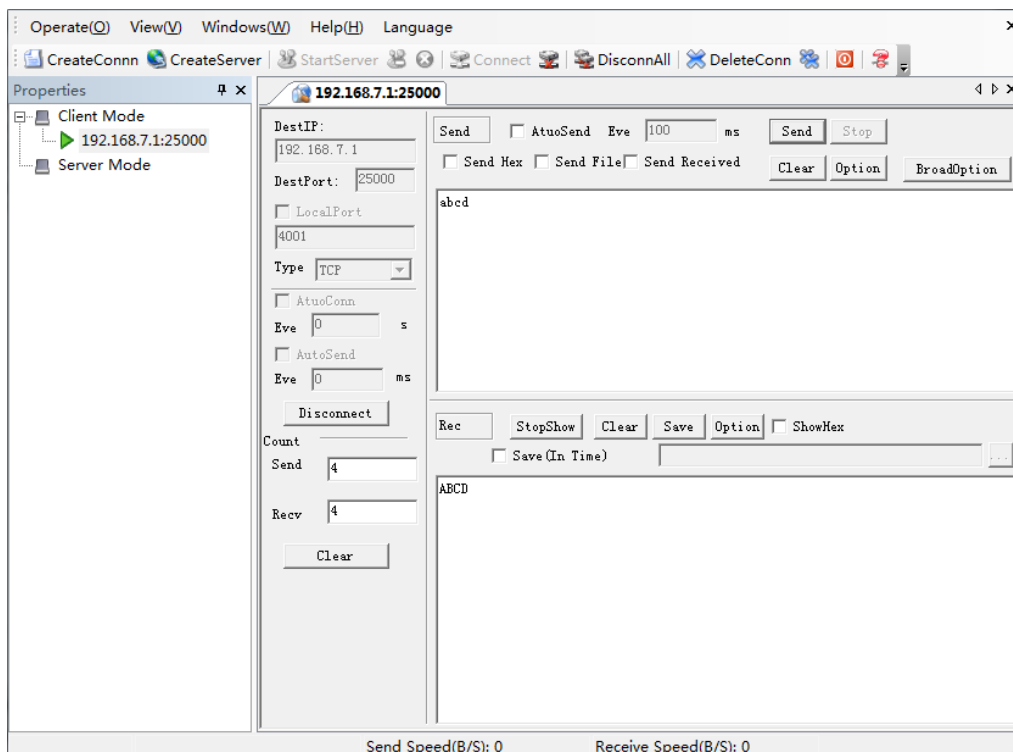 Operate(O) View(V) Windows(W) Help(H) Language
CreateConnn CreateServer StartServer Connect DisconnAll DeleteConn
Properties
192.168.7.1:25000
Client Mode
192.168.7.1:25000
Server Mode
DestIP:
192.168.7.1
DestPort: 25000
LocalPort
4001
Type TCP
AtuoConn
Eve 0 s
AutoSend
Eve 0 ms
Disconnect
Count
Send 4
Recv 4
Clear
Send AtuoSend Eve 100 ms Send Stop
Send Hex Send File Send Received Clear Option BroadOption
abcd
Rec StopShow Clear Save Option ShowHex
Save(In Time) ...
ABCD
Send Speed(B/S): 0 Receive Speed(B/S): 0